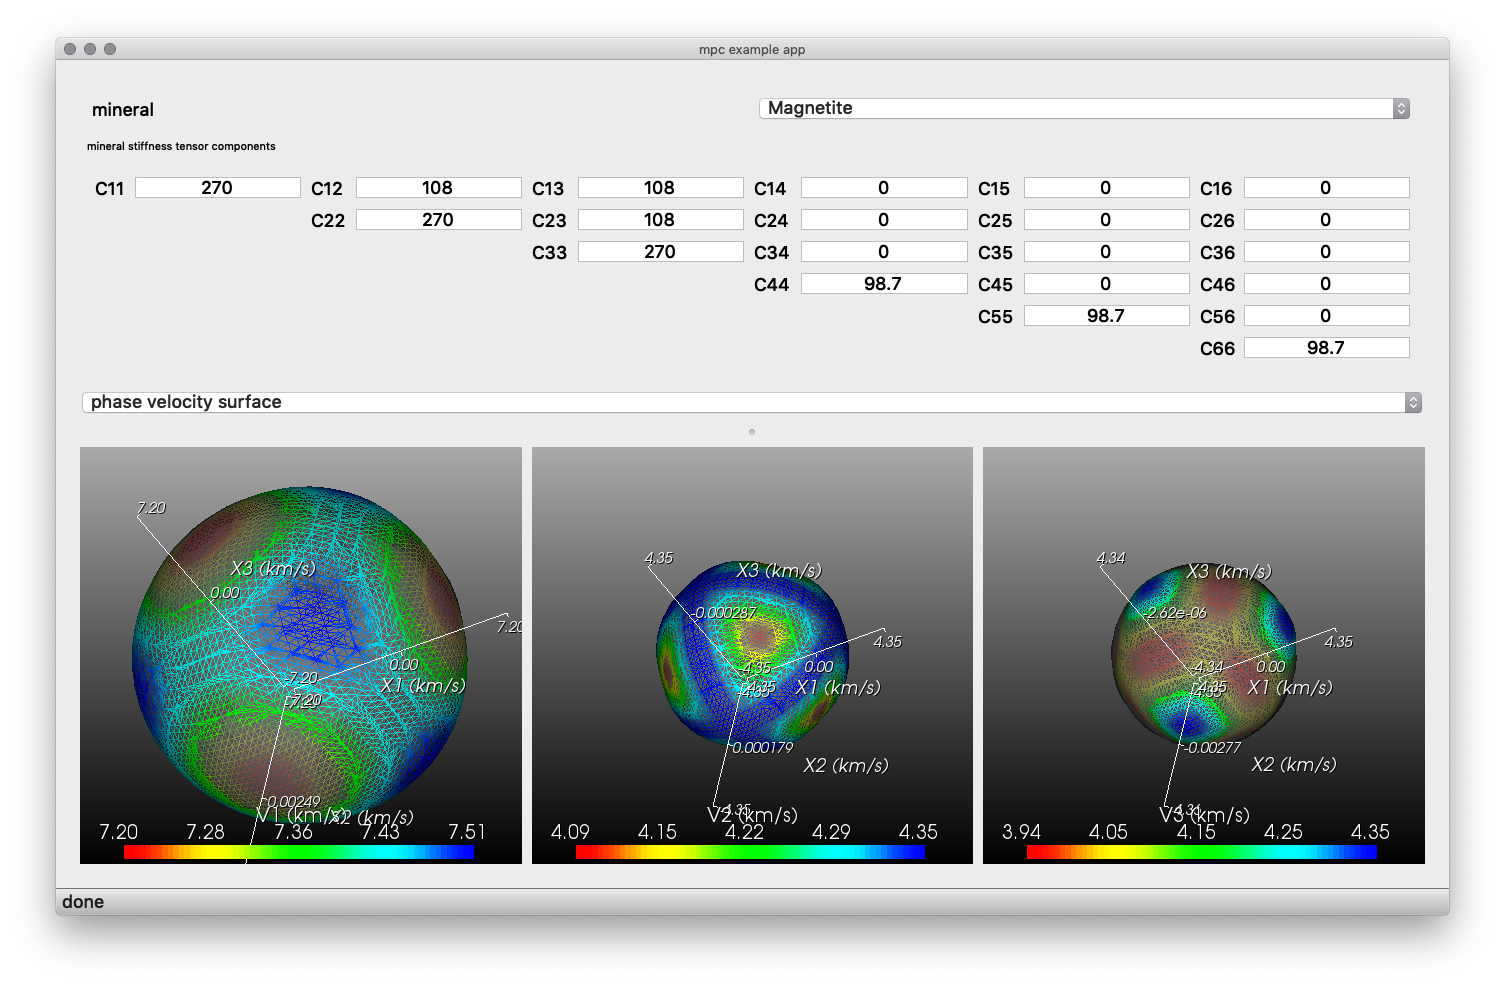 mpc example app
mineral
Magnetite
mineral stiffness tensor components
C11 270 C12 108 C13 108 C14 0 C15 0 C16 0
C22 270 C23 108 C24 0 C25 0 C26 0
C33 270 C34 0 C35 0 C36 0
C44 98.7 C45 0 C46 0
C55 98.7 C56 0
C66 98.7
phase velocity surface
7.20
X3 (km/s)
0.00
7.20
0.00
-7.20
X1 (km/s)
-7.20
-0.00249
V1 (km/s)
X2 (km/s)
7.20 7.28 7.36 7.43 7.51
4.35
X3 (km/s)
-0.000287
4.35
-4.35
0.00
X1 (km/s)
-4.35
-0.000179
X2 (km/s)
-4.35
V2 (km/s)
4.09 4.15 4.22 4.29 4.35
4.34
X3 (km/s)
-2.62e-06
4.35
-4.34
0.00
X1 (km/s)
-4.35
-0.00277
X2 (km/s)
V3 (km/s)
3.94 4.05 4.15 4.25 4.35
done